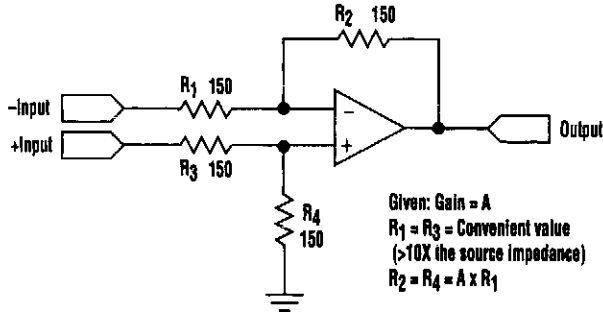 R2 150
R1 150
–Input
+Input
R3 150
R4
150
–
+
Output
Given: Gain = A
R1 = R3 = Convenient value
(>10X the source impedance)
R2 = R4 = A x R1